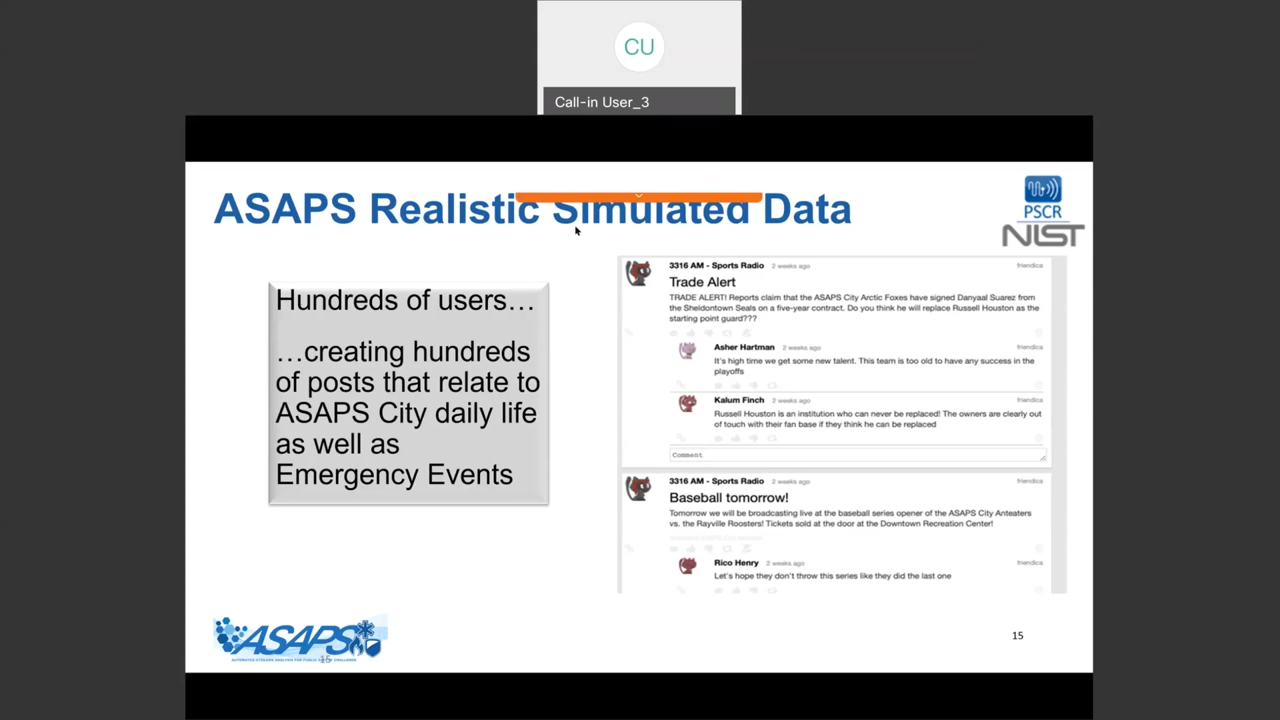 CU
Call-in User_3
ASAPS Realistic Simulated Data
PSCR
NIST
Hundreds of users…
…creating hundreds
of posts that relate to
ASAPS City daily life
as well as
Emergency Events
3316 AM - Sports Radio 2 weeks ago friendica
Trade Alert
TRADE ALERT! Reports claim that the ASAPS City Arctic Foxes have signed Danyaal Suarez from
the Sheldontown Seals on a five-year contract. Do you think he will replace Russell Houston as the
starting point guard???
Asher Hartman 2 weeks ago friendica
It's high time we get some new talent. This team is too old to have any success in the
playoffs
Kalum Finch 2 weeks ago friendica
Russell Houston is an institution who can never be replaced! The owners are clearly out
of touch with their fan base if they think he can be replaced
Comment
3316 AM - Sports Radio 2 weeks ago friendica
Baseball tomorrow!
Tomorrow we will be broadcasting live at the baseball series opener of the ASAPS City Anteaters
vs. the Rayville Roosters! Tickets sold at the door at the Downtown Recreation Center!
Rico Henry 2 weeks ago friendica
Let's hope they don't throw this series like they did the last one
ASAPS
AUTOMATED STREAMS ANALYSIS FOR PUBLIC SAFETY CHALLENGE
15
15